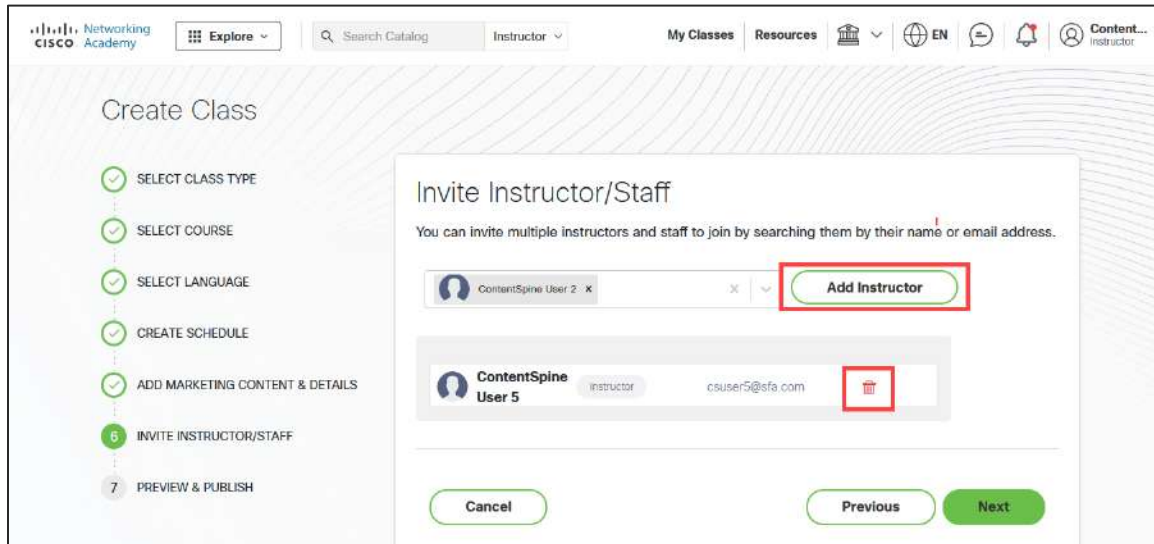 Networking
CISCO Academy
Explore
Search Catalog
Instructor
My Classes
Resources
EN
Content...
Instructor
Create Class
SELECT CLASS TYPE
SELECT COURSE
SELECT LANGUAGE
CREATE SCHEDULE
ADD MARKETING CONTENT & DETAILS
6 INVITE INSTRUCTOR/STAFF
7 PREVIEW & PUBLISH
Invite Instructor/Staff
You can invite multiple instructors and staff to join by searching them by their name or email address.
ContentSpine User 2 x
Add Instructor
ContentSpine
User 5
Instructor
csuser5@sfa.com
Cancel
Previous
Next